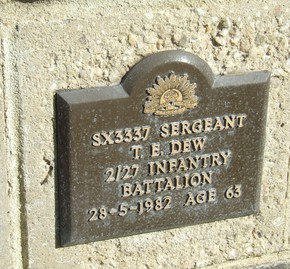 SX3337 SERGEANT
T. E. DEW
2/27 INFANTRY
BATTALION
28-5-1982 AGE 63